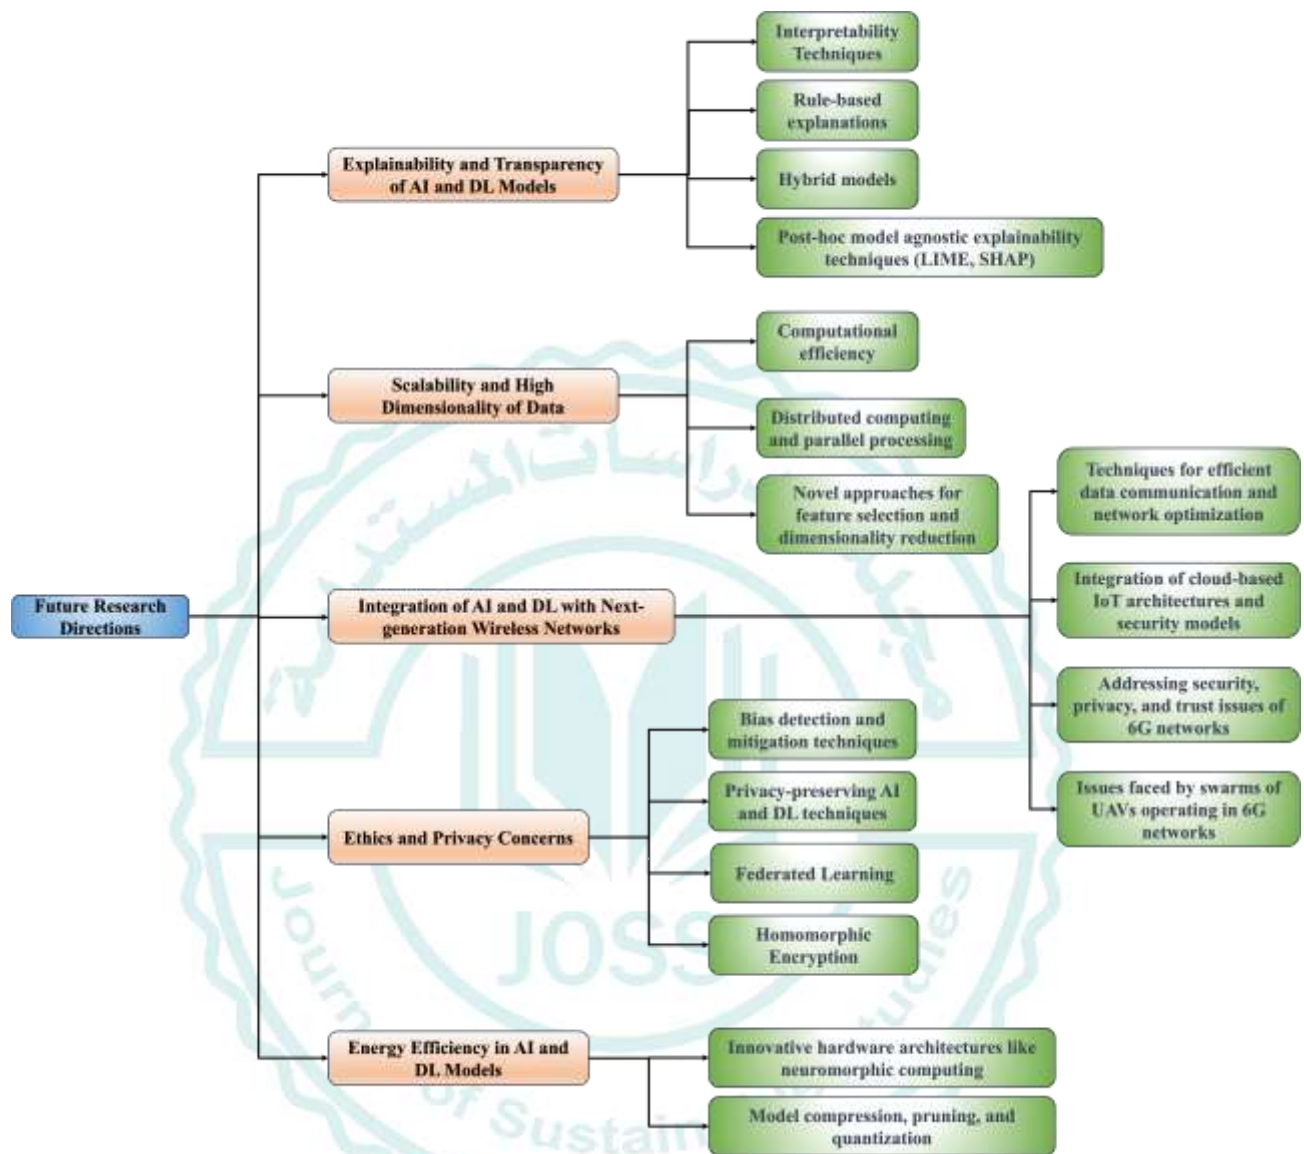 Future Research
Directions
Explainability and Transparency
of AI and DL Models
Interpretability
Techniques
Rule-based
explanations
Hybrid models
Post-hoc model agnostic explainability
techniques (LIME, SHAP)
Scalability and High
Dimensionality of Data
Computational
efficiency
Distributed computing
and parallel processing
Novel approaches for
feature selection and
dimensionality reduction
Integration of AI and DL with Next-
generation Wireless Networks
Techniques for efficient
data communication and
network optimization
Integration of cloud-based
IoT architectures and
security models
Addressing security,
privacy, and trust issues of
6G networks
Issues faced by swarms of
UAVs operating in 6G
networks
Ethics and Privacy Concerns
Bias detection and
mitigation techniques
Privacy-preserving AI
and DL techniques
Federated Learning
Homomorphic
Encryption
Energy Efficiency in AI and
DL Models
Innovative hardware architectures like
neuromorphic computing
Model compression, pruning, and
quantization
JOSS